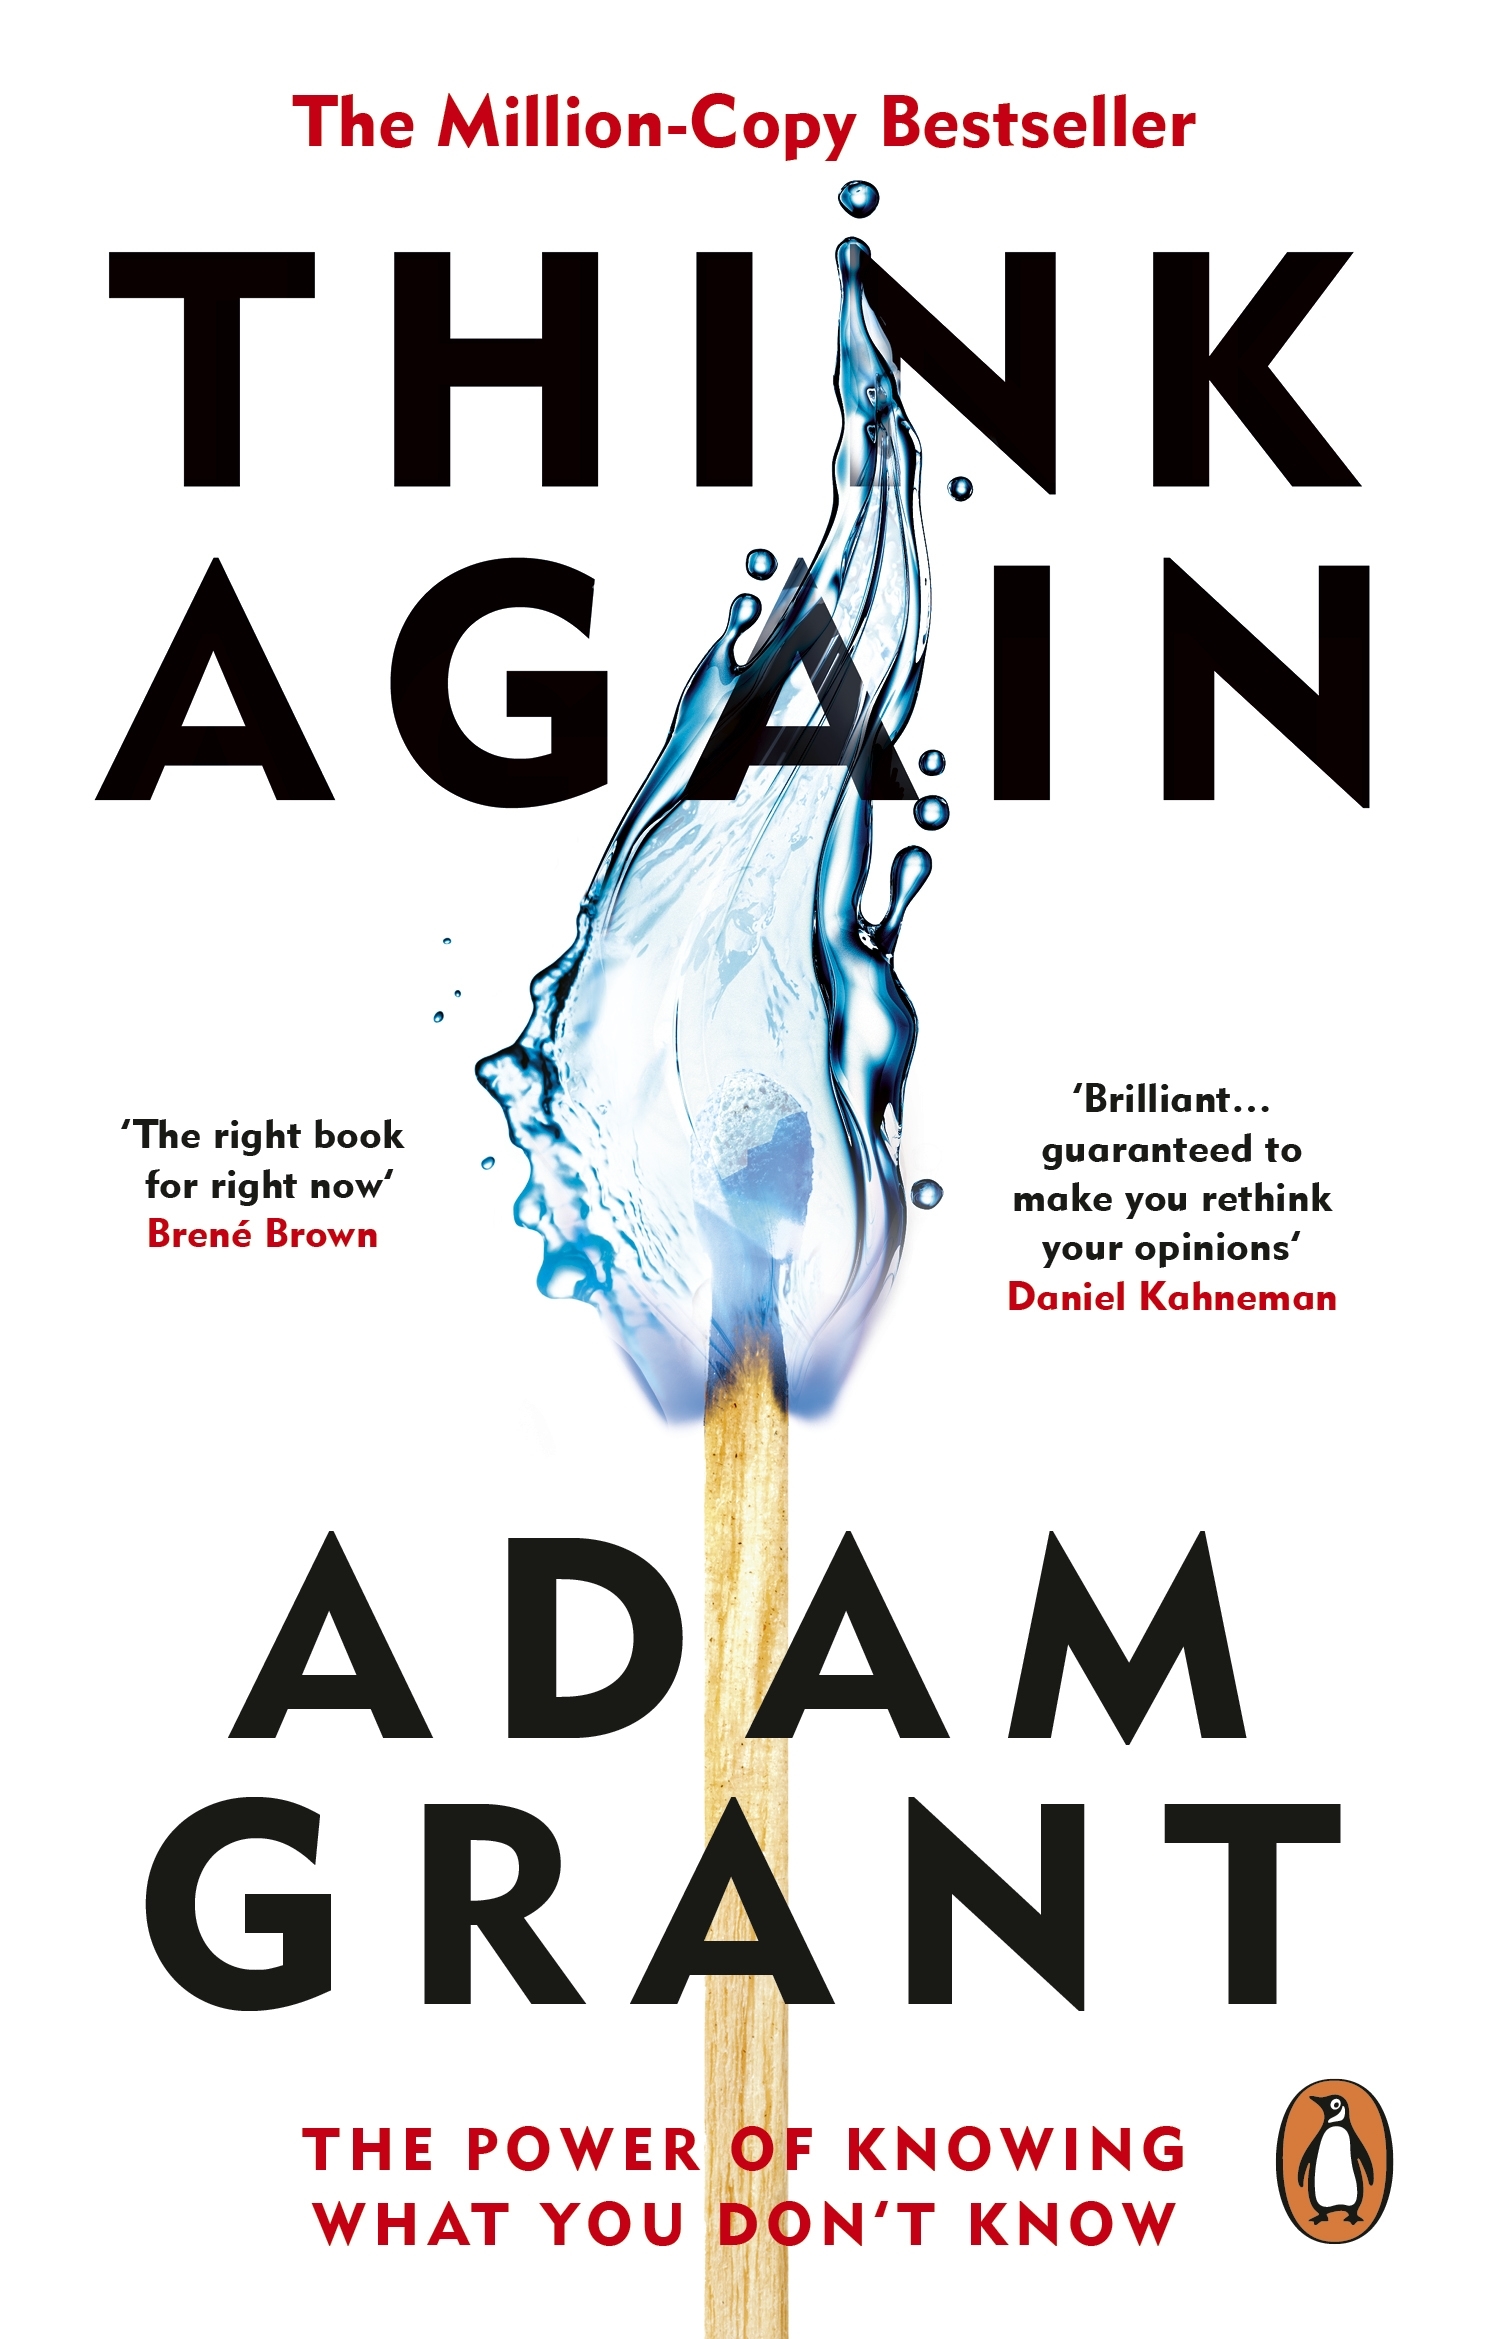 The Million-Copy Bestseller
THINK
AGAIN
‘The right book
for right now‘
Brené Brown
‘Brilliant...
guaranteed to
make you rethink
your opinions‘
Daniel Kahneman
ADAM
GRANT
THE POWER OF KNOWING
WHAT YOU DON‘T KNOW